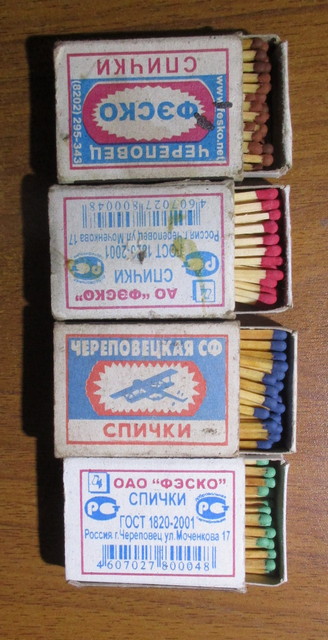 ЧЕРЕПОВЕЦ
www.fesko.net
ФЭСКО
(8202) 295-343
СПИЧКИ
АО "ФЭСКО"
СПИЧКИ
ГОСТ 1820-2001
Россия г.Череповец ул.Моченкова 17
4 607027 800048
ЧЕРЕПОВЕЦКАЯ СФ
СПИЧКИ
ОАО "ФЭСКО"
СПИЧКИ
ГОСТ 1820-2001
Россия г.Череповец ул.Моченкова 17
4 607027 800048